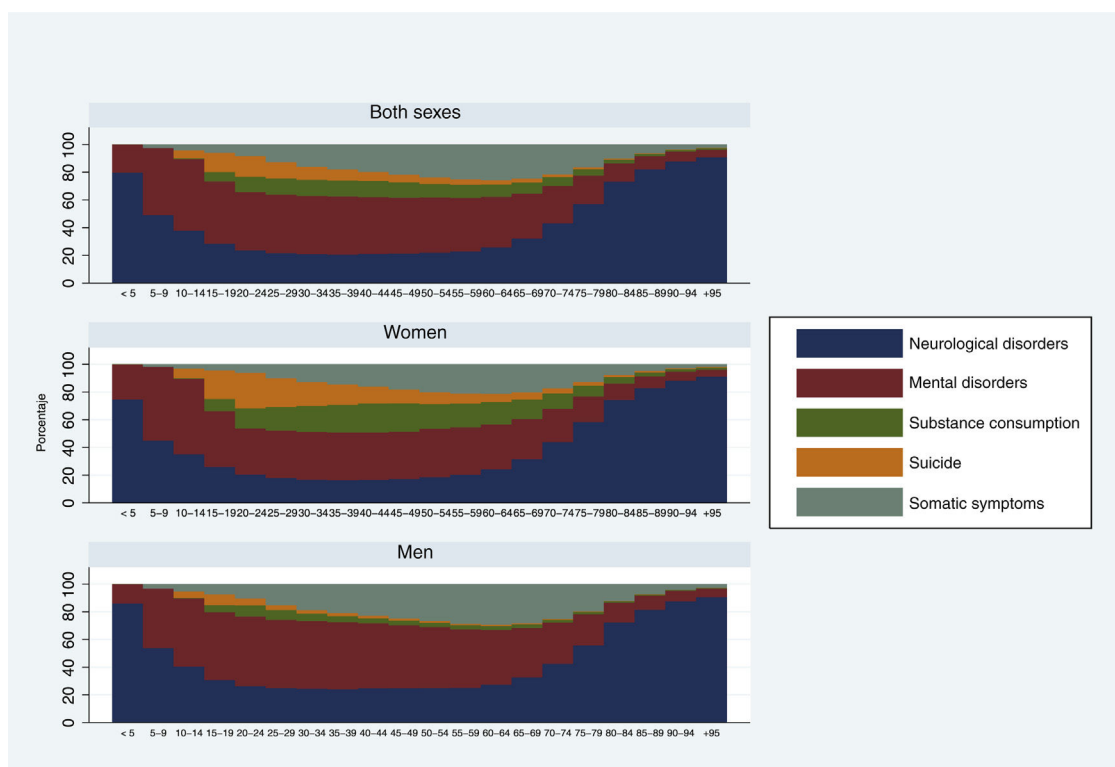 Both sexes
100
80
60
40
20
0
< 5 5–9 10–14 15–19 20–24 25–29 30–34 35–39 40–44 45–49 50–54 55–59 60–64 65–69 70–74 75–79 80–84 85–89 90–94 +95
Women
Porcentaje
100
80
60
40
20
0
< 5 5–9 10–14 15–19 20–24 25–29 30–34 35–39 40–44 45–49 50–54 55–59 60–64 65–69 70–74 75–79 80–84 85–89 90–94 +95
Men
100
80
60
40
20
0
< 5 5–9 10–14 15–19 20–24 25–29 30–34 35–39 40–44 45–49 50–54 55–59 60–64 65–69 70–74 75–79 80–84 85–89 90–94 +95
Neurological disorders
Mental disorders
Substance consumption
Suicide
Somatic symptoms